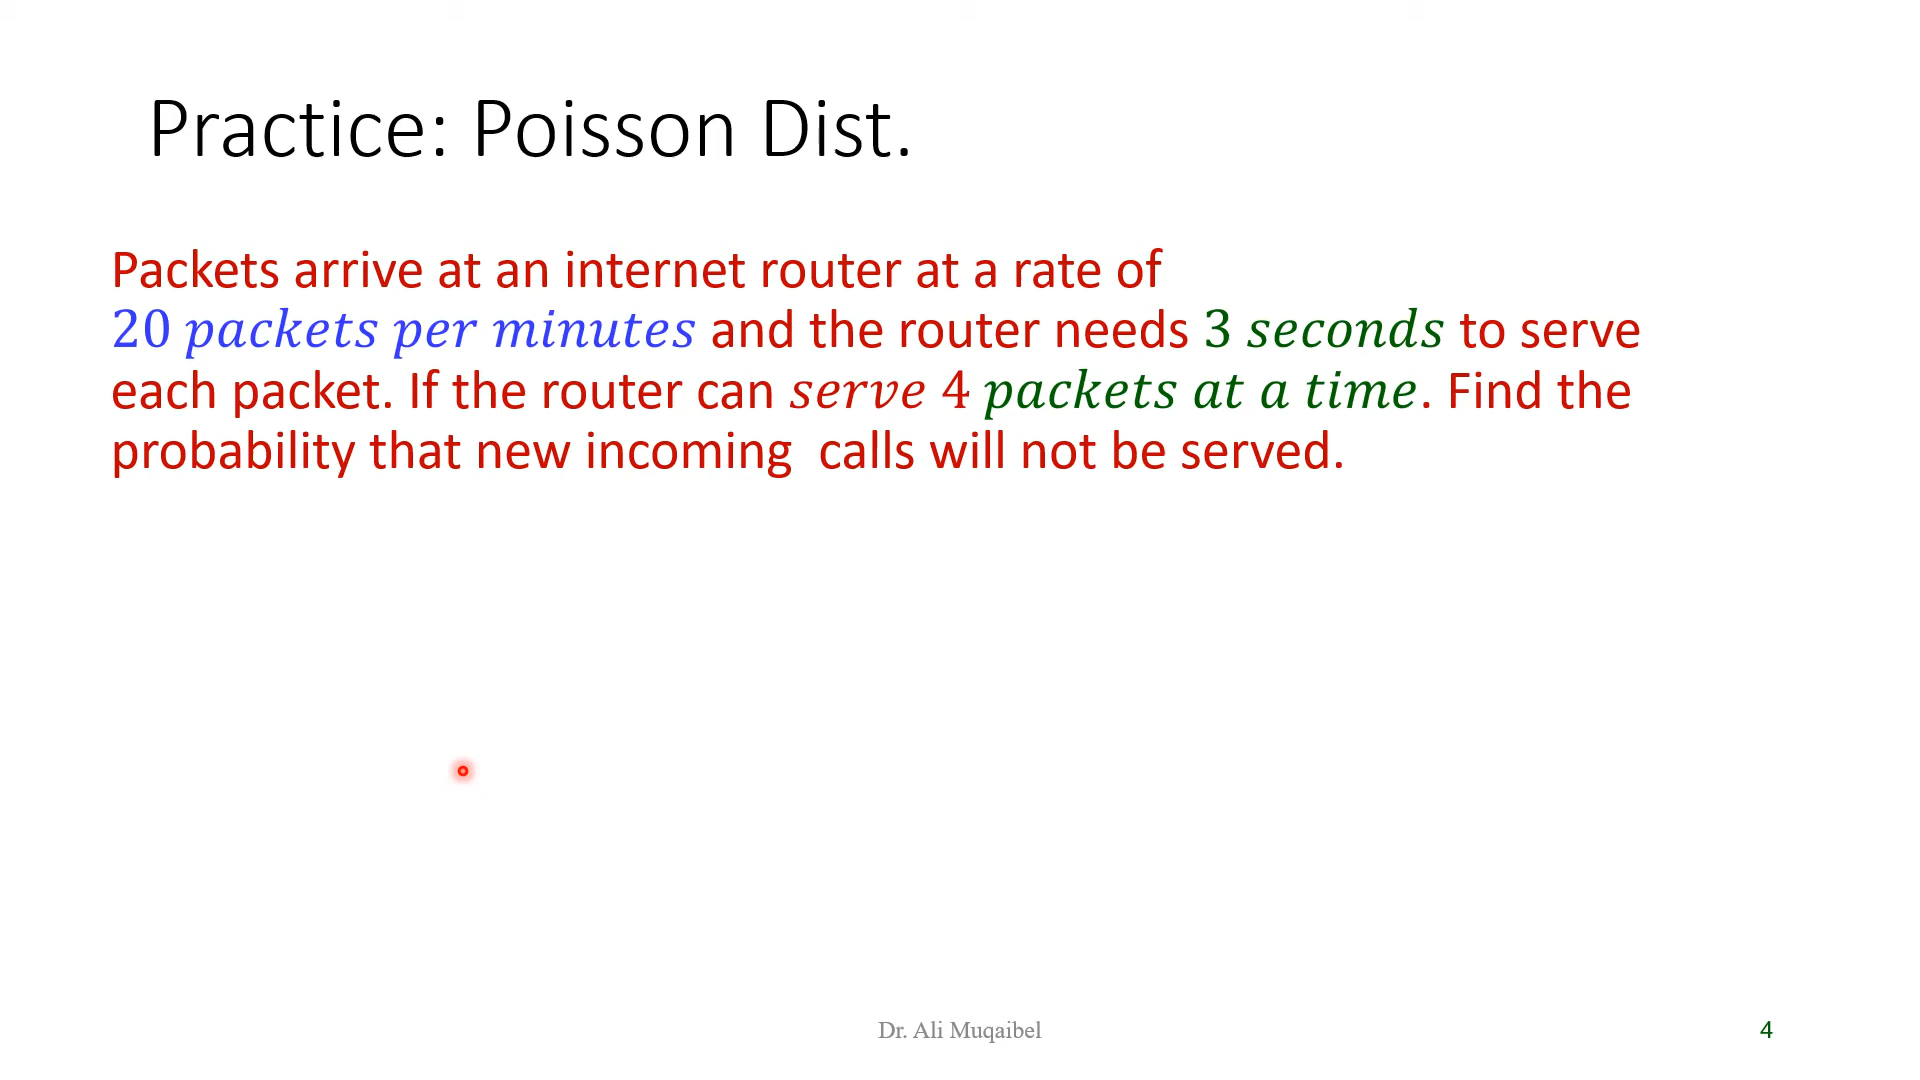 Practice: Poisson Dist.
Packets arrive at an internet router at a rate of
20 packets per minutes and the router needs 3 seconds to serve
each packet. If the router can serve 4 packets at a time. Find the
probability that new incoming  calls will not be served.
Dr. Ali Muqaibel
4